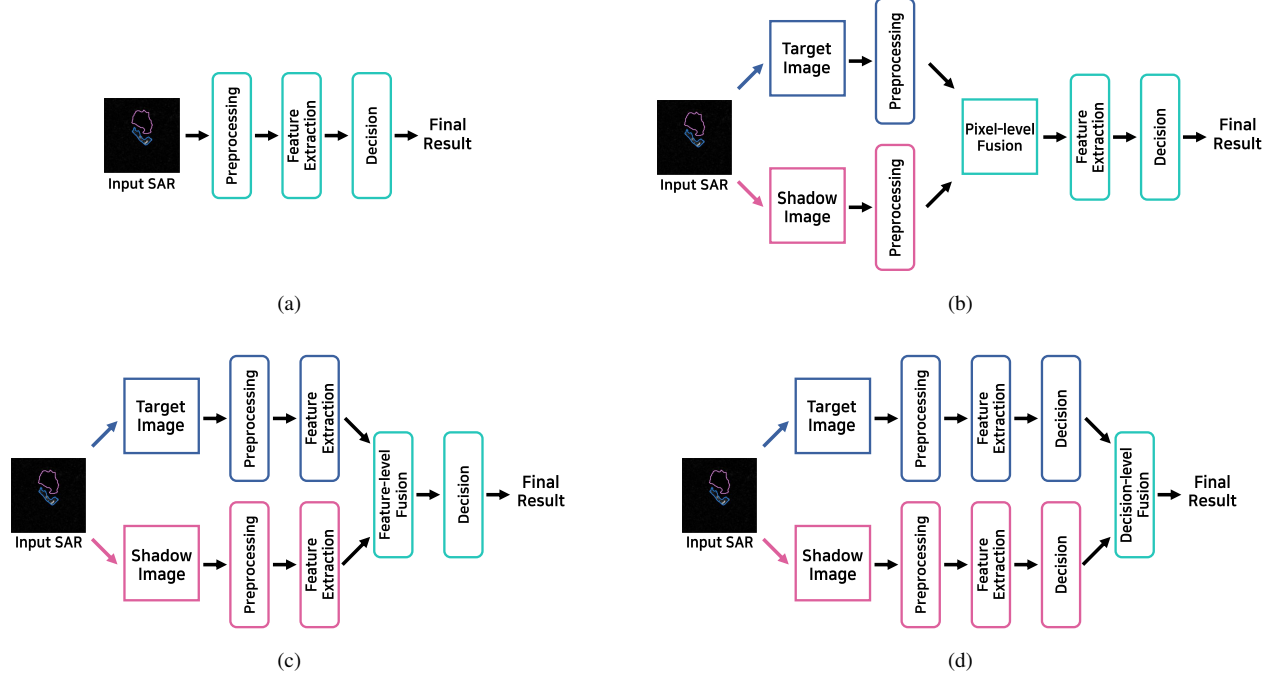 Input SAR
Preprocessing
Feature
Extraction
Decision
Final
Result
(a)
Input SAR
Target
Image
Preprocessing
Shadow
Image
Preprocessing
Pixel-level
Fusion
Feature
Extraction
Decision
Final
Result
(b)
Input SAR
Target
Image
Preprocessing
Feature
Extraction
Shadow
Image
Preprocessing
Feature
Extraction
Feature-level
Fusion
Decision
Final
Result
(c)
Input SAR
Target
Image
Preprocessing
Feature
Extraction
Decision
Shadow
Image
Preprocessing
Feature
Extraction
Decision
Decision-level
Fusion
Final
Result
(d)